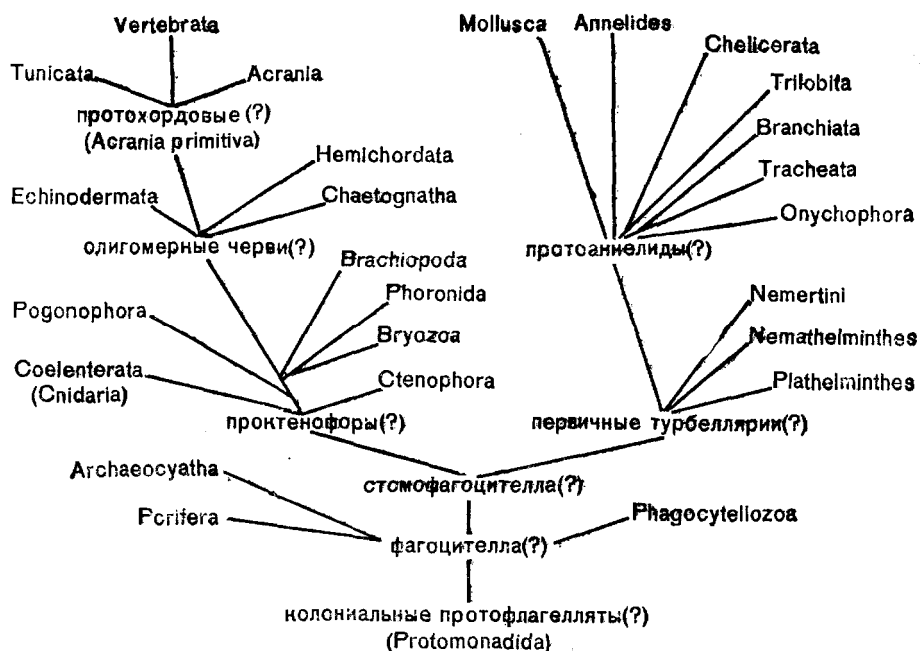 Vertebrata
Mollusca Annelides
Chelicerata
Tunicata Acrania
Trilobita
протохордовые (?)
(Acrania primitiva)
Branchiata
Hemichordata
Tracheata
Echinodermata Chaetognatha
Onychophora
олигомерные черви(?)
протоаннелиды(?)
Brachiopoda
Phoronida
Nemertini
Pogonophora
Bryozoa
Nemathelminthes
Coelenterata
(Cnidaria)
Ctenophora
Plathelminthes
проктенофоры(?)
первичные турбеллярии(?)
Archaeocyatha
стомофагоцителла(?)
Porifera
Phagocytellozoa
фагоцителла(?)
колониальные протофлагелляты(?)
(Protomonadida)